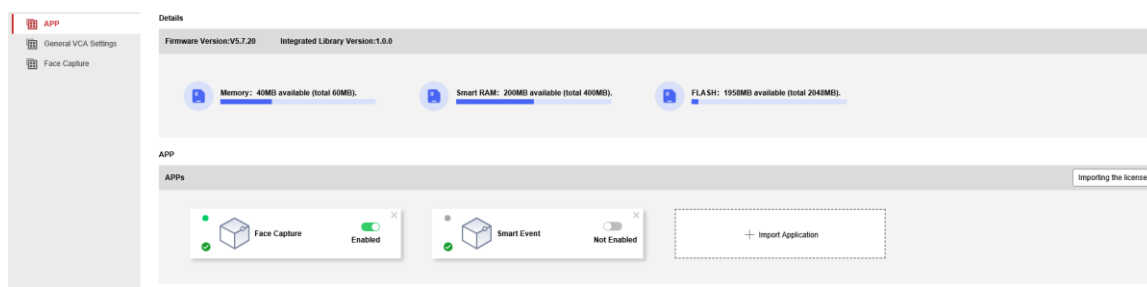 APP
General VCA Settings
Face Capture
Details
Firmware Version:V5.7.20 Integrated Library Version:1.0.0
Memory: 40MB available (total 60MB).
Smart RAM: 200MB available (total 400MB).
FLASH: 1958MB available (total 2048MB).
APP
APPs
Importing the license
Face Capture
Enabled
Smart Event
Not Enabled
+ Import Application